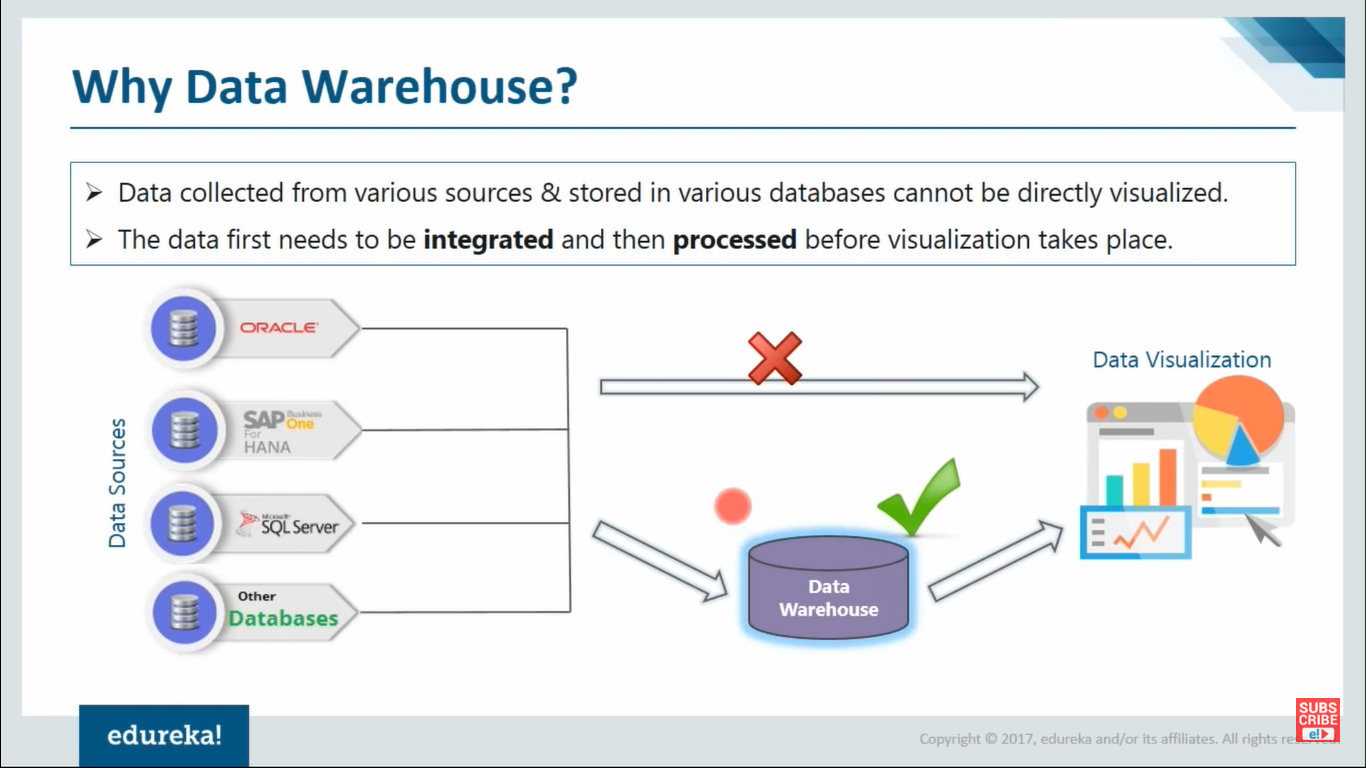 Why Data Warehouse?
➢ Data collected from various sources & stored in various databases cannot be directly visualized.
➢ The data first needs to be integrated and then processed before visualization takes place.
Data Sources
ORACLE
SAP Business One
For
HANA
Microsoft
SQL Server
Other
Databases
Data Visualization
Data
Warehouse
edureka!
Copyright © 2017, edureka and/or its affiliates. All rights
SUBS
CRIBE
e!